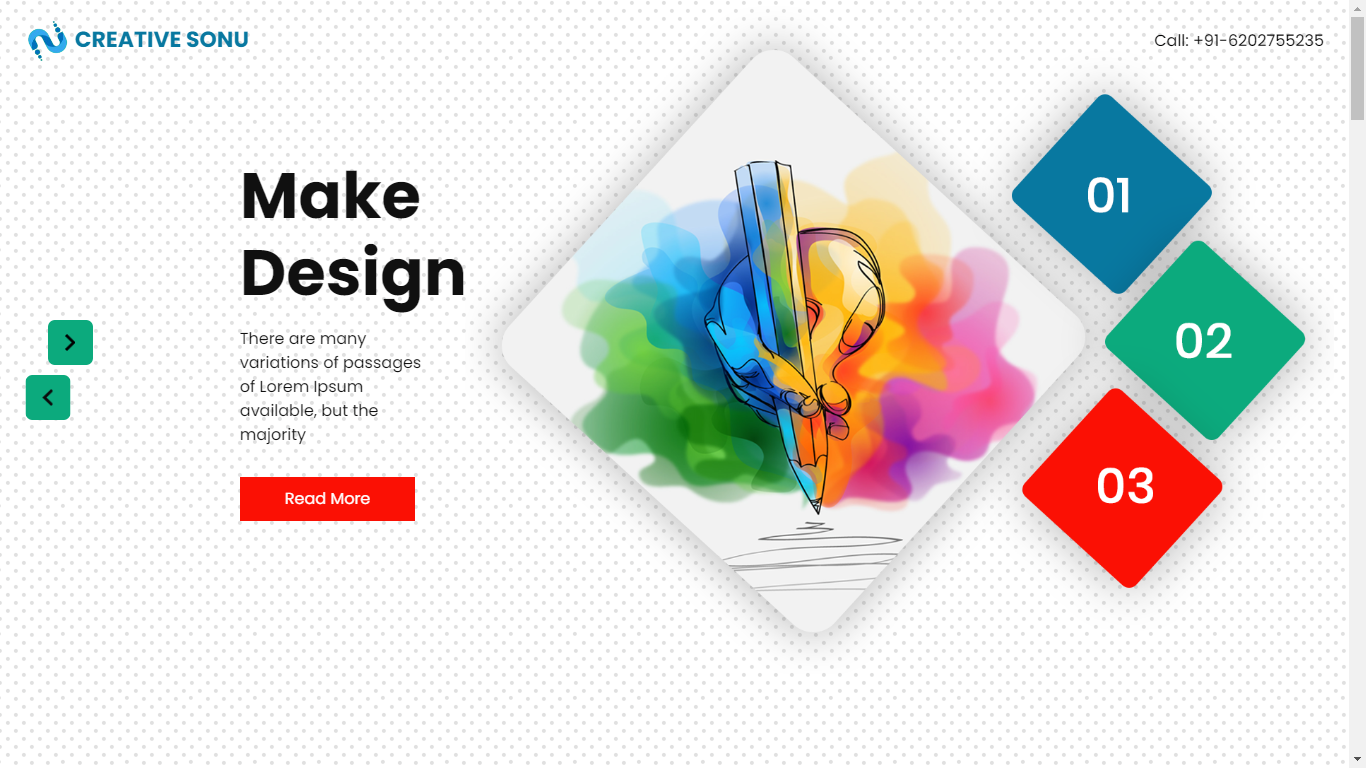 CREATIVE SONU
Call: +91-6202755235
Make
Design
There are many
variations of passages
of Lorem Ipsum
available, but the
majority
Read More
01
02
03